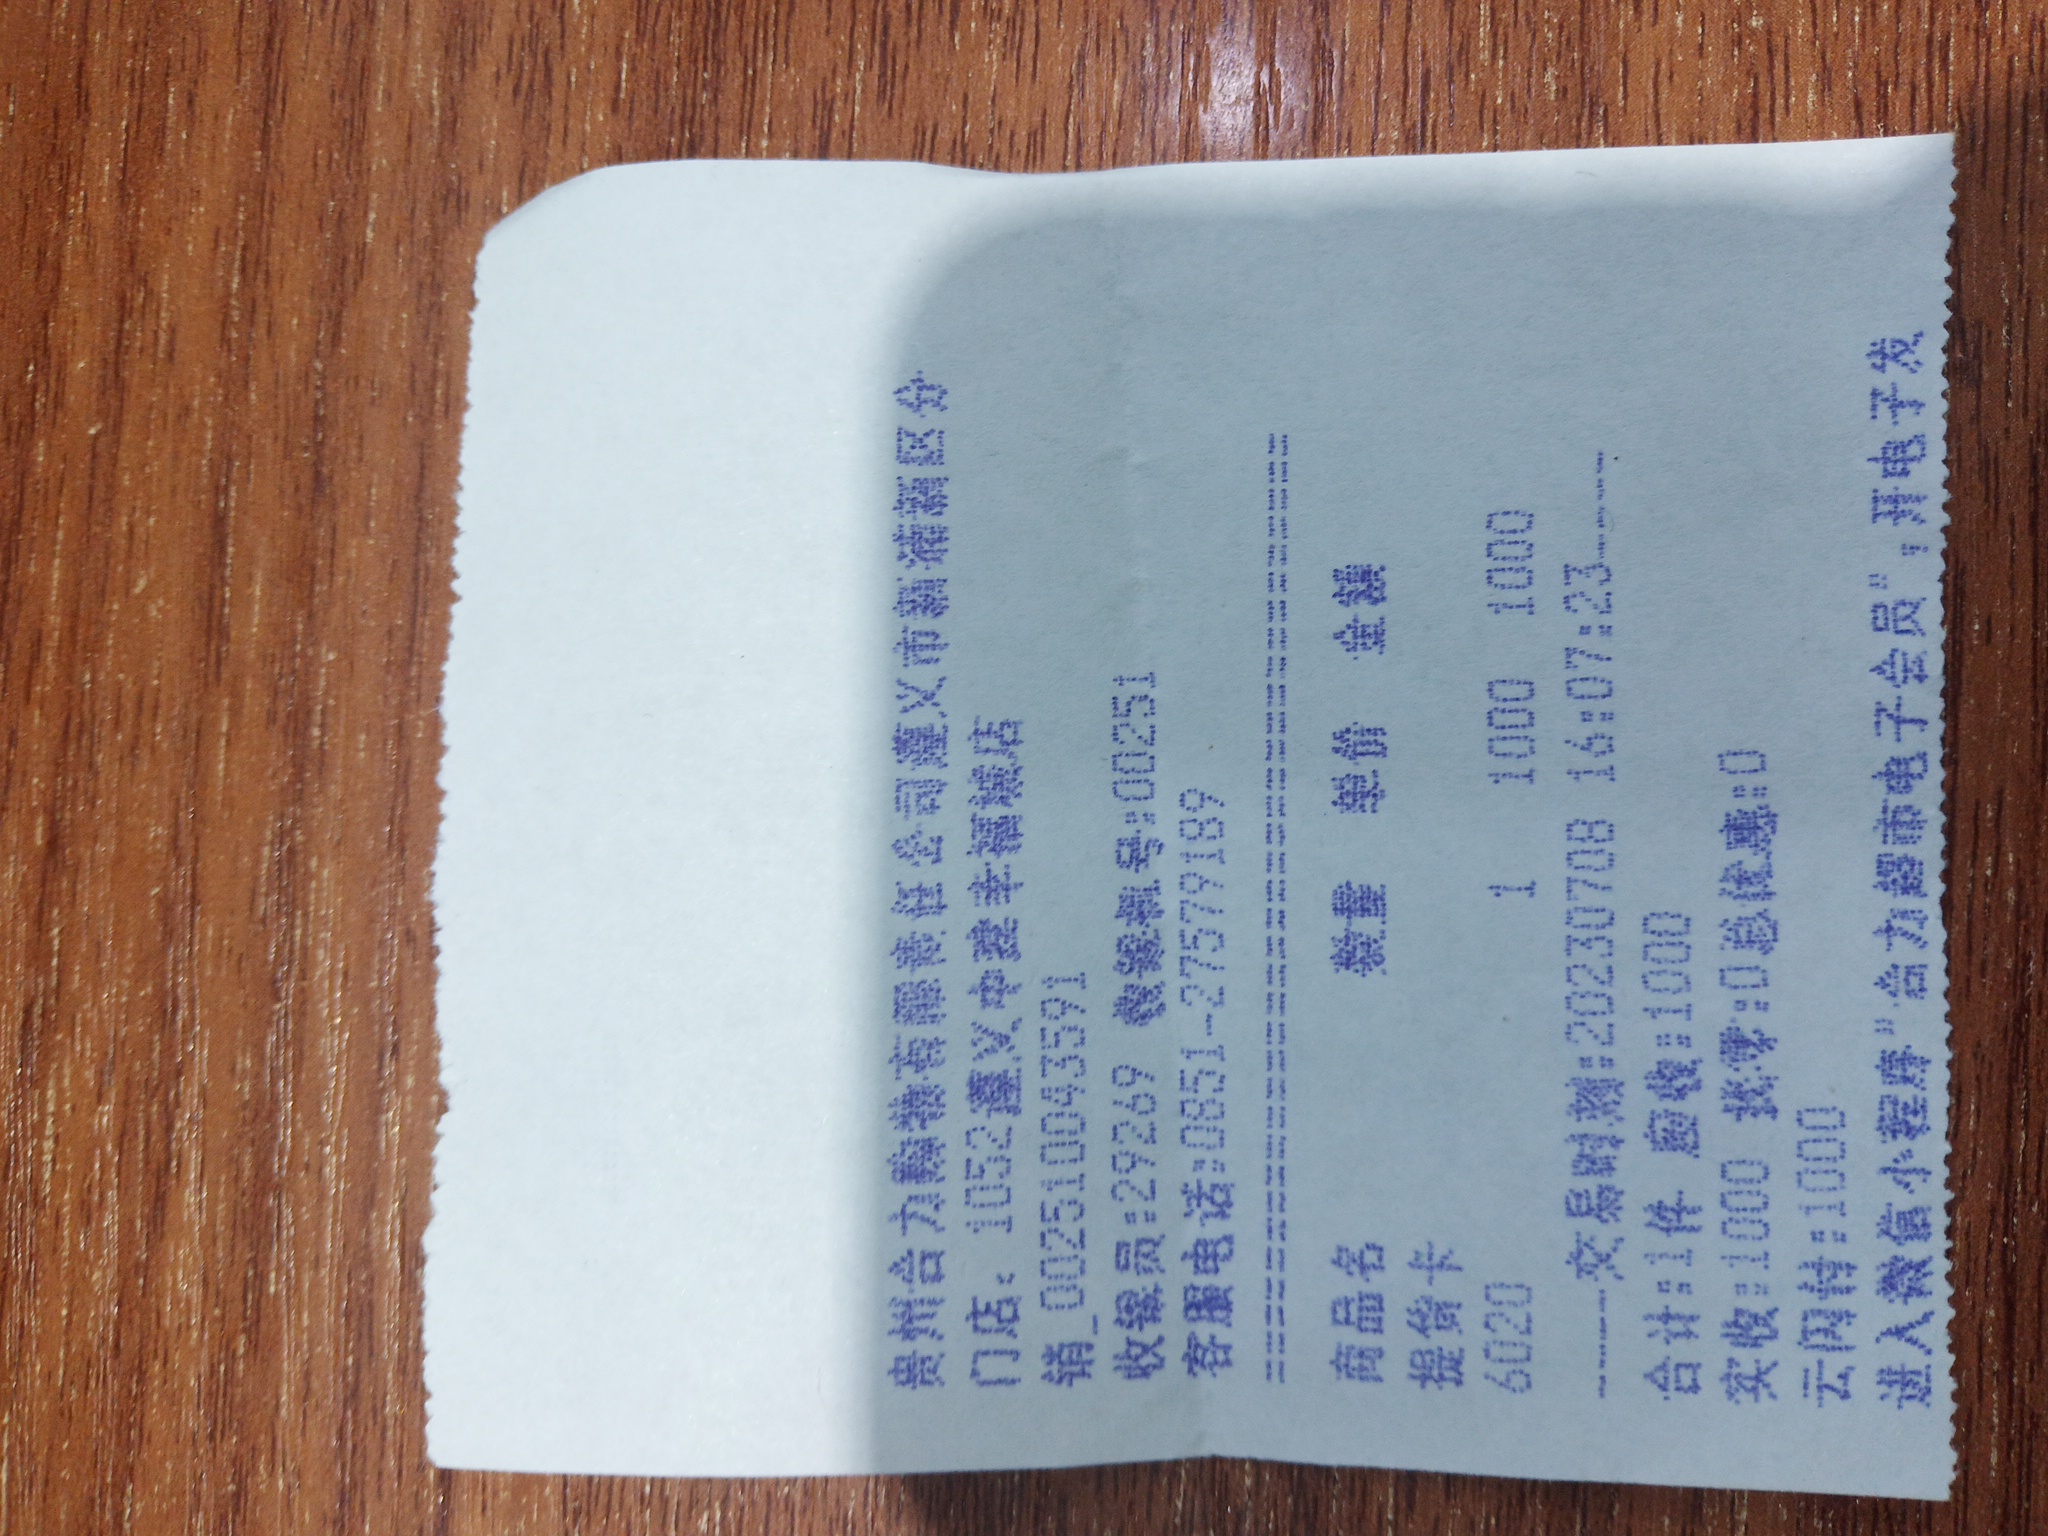 贵州合力购物有限责任公司遵义市播州区分
门店: 1052遵义中建幸福城店
销_002510043591
收银员:29269 收银机号:00251
客服电话:0851-27579189
================================
商品名 数量 单价 金额
提货卡
6020 1 1000 1000
------交易时刻:20230708 16:07:23------
合计:1件 应收:1000
实收:1000 找零:0总优惠:0
云闪付:1000
进入微信小程序"合力超市电子会员",开电子发